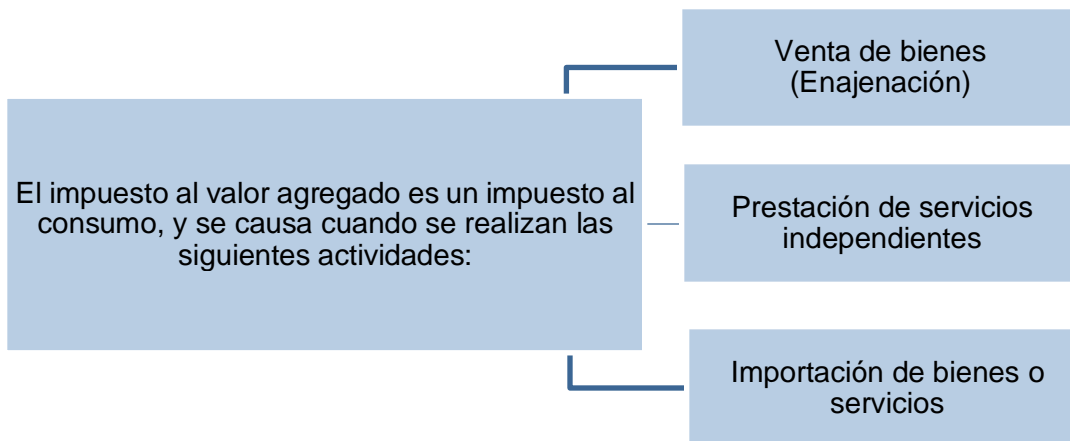 El impuesto al valor agregado es un impuesto al
consumo, y se causa cuando se realizan las
siguientes actividades:
Venta de bienes
(Enajenación)
Prestación de servicios
independientes
Importación de bienes o
servicios